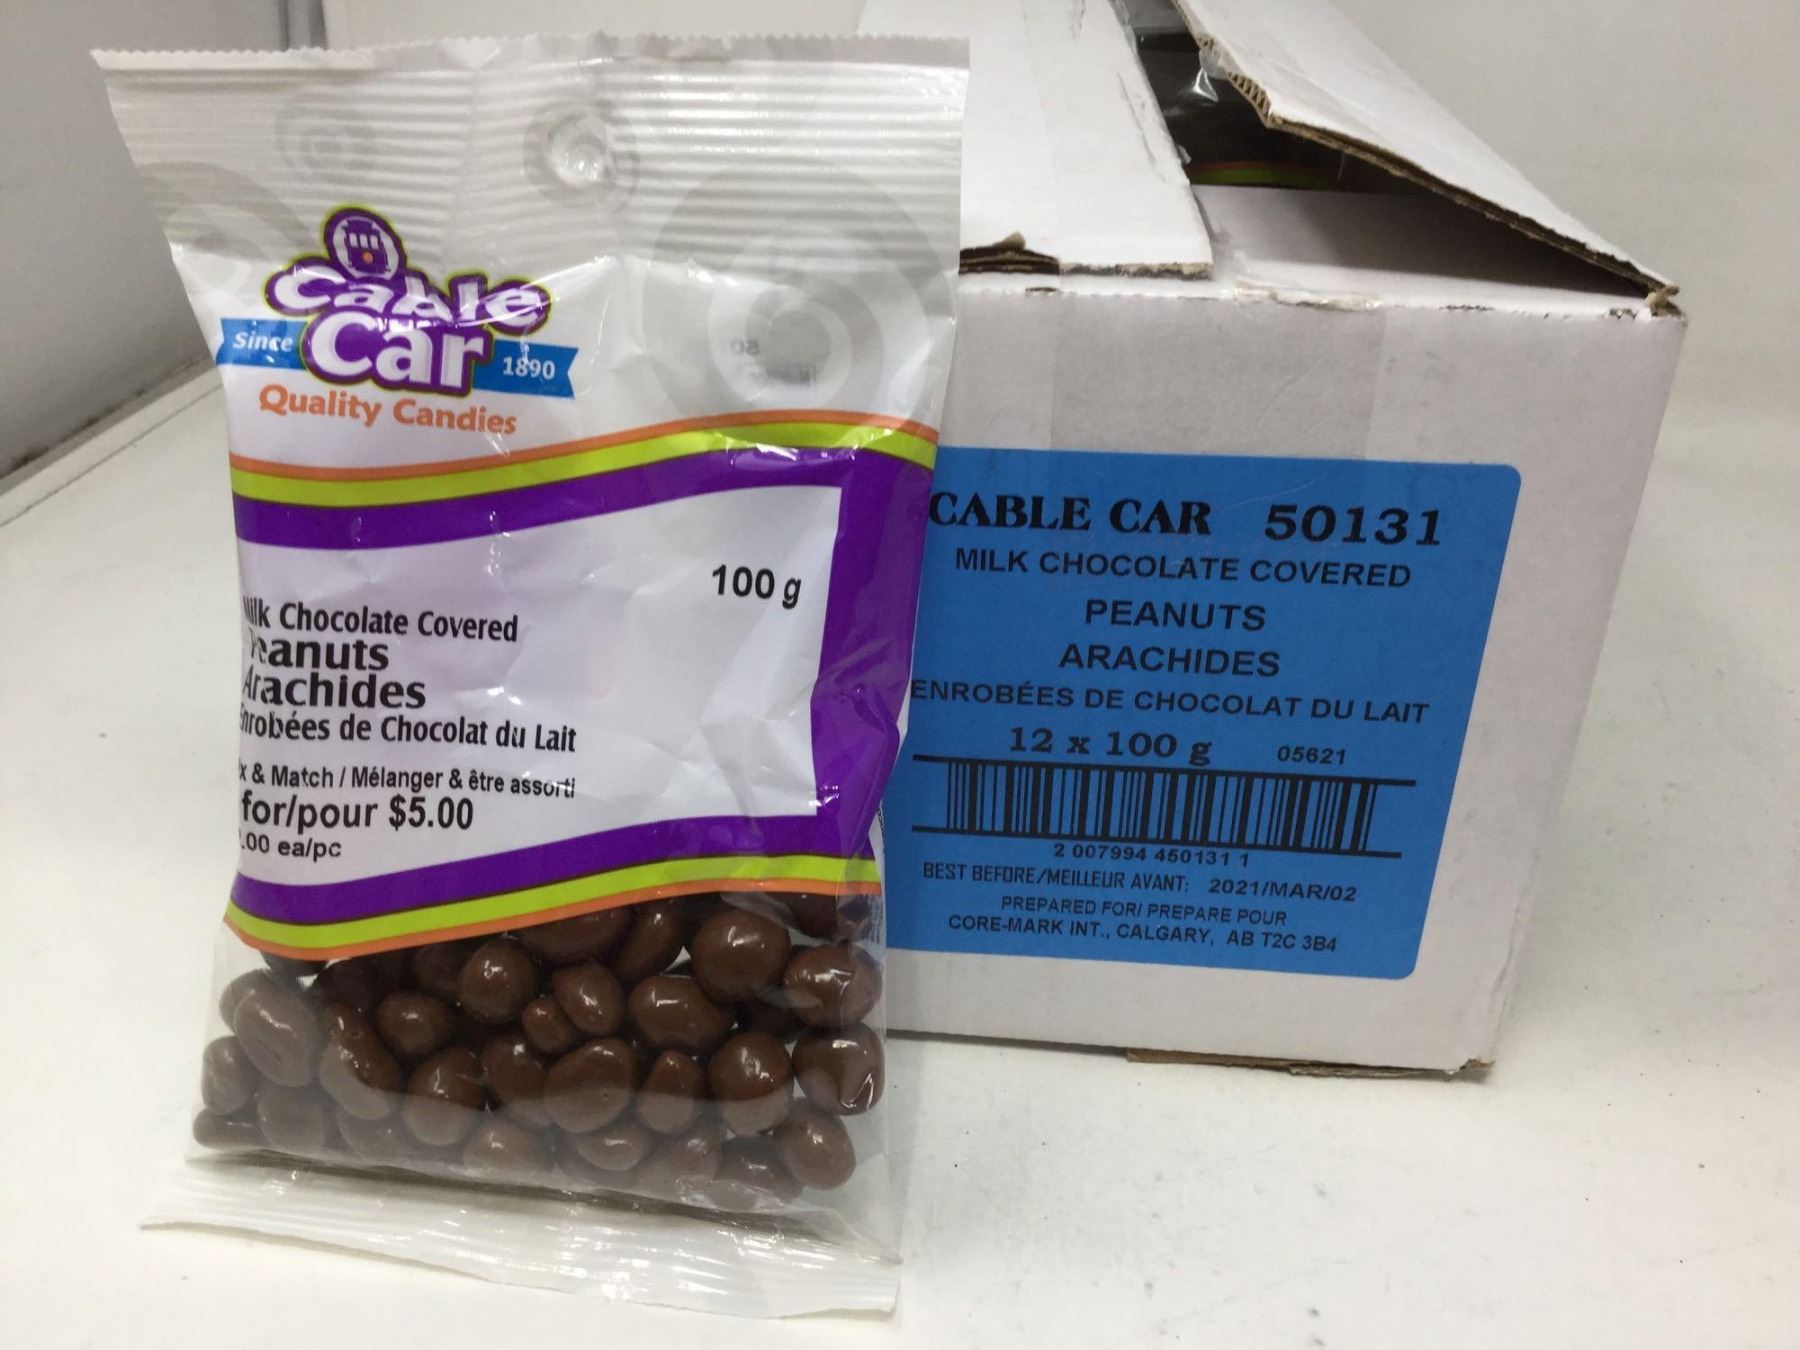 Cable
Car
Since 1890
Quality Candies
100 g
Chocolate Covered
Peanuts
Arachides
Enrobées de Chocolat du Lait
& Match / Mélanger & être assorti
for/pour $5.00
.00 ea/pc
CABLE CAR 50131
MILK CHOCOLATE COVERED
PEANUTS
ARACHIDES
ENROBÉES DE CHOCOLAT DU LAIT
12 x 100 g 05621
2 007994 450131 1
BEST BEFORE/MEILLEUR AVANT: 2021/MAR/02
PREPARED FOR/ PREPARE POUR
CORE-MARK INT., CALGARY, AB T2C 3B4